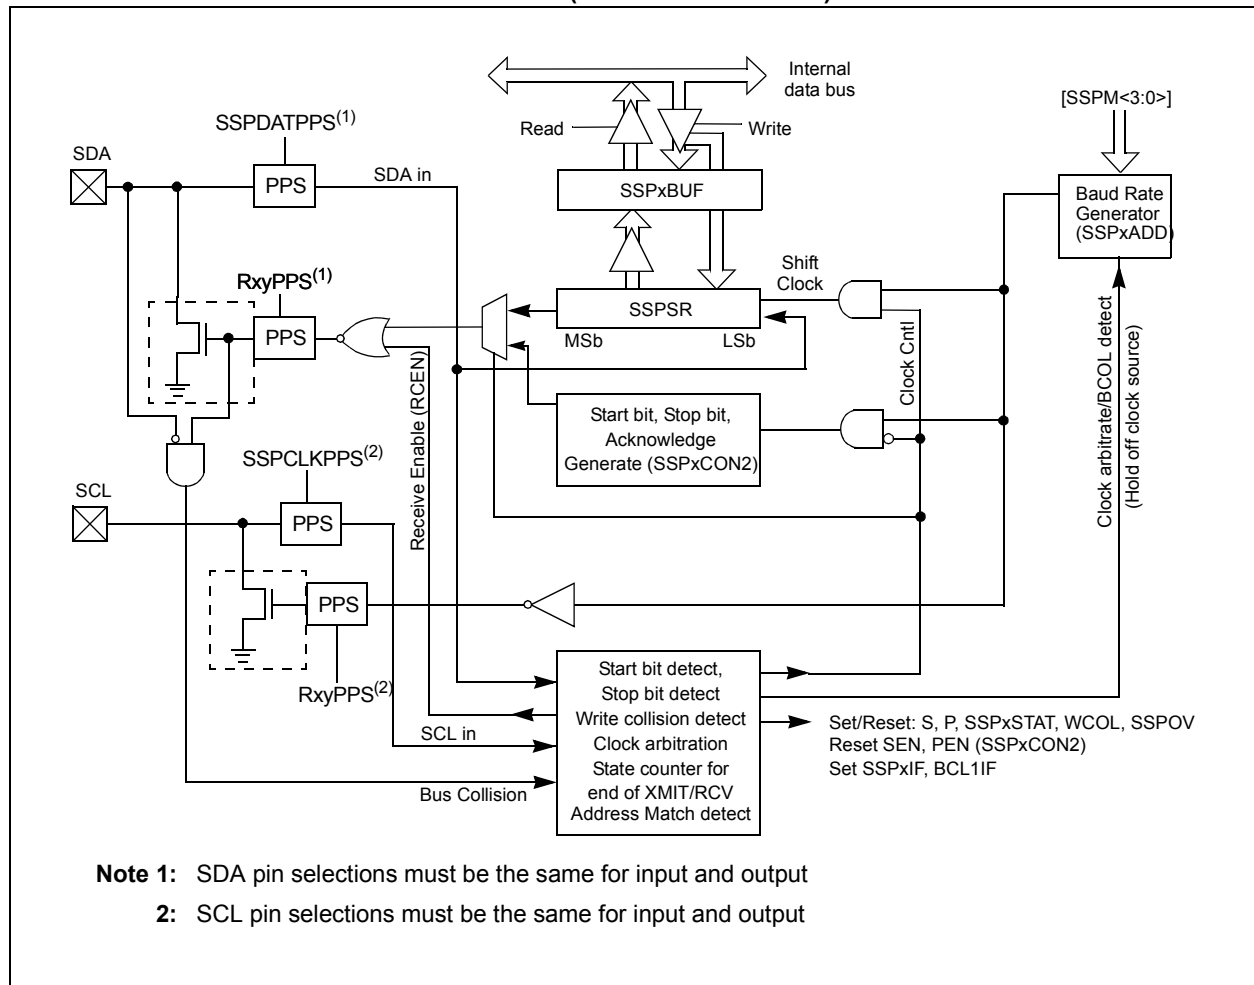 Internal
data bus
[SSPM<3:0>]
Read
Write
SSPDATPPS(1)
SDA
PPS
SDA in
SSPxBUF
Baud Rate
Generator
(SSPxADD)
Shift
Clock
RxyPPS(1)
PPS
SSPSR
MSb
LSb
Receive Enable (RCEN)
Clock Cntl
Clock arbitrate/BCOL detect
(Hold off clock source)
Start bit, Stop bit,
Acknowledge
Generate (SSPxCON2)
SSPCLKPPS(2)
SCL
PPS
PPS
RxyPPS(2)
SCL in
Bus Collision
Start bit detect,
Stop bit detect
Write collision detect
Clock arbitration
State counter for
end of XMIT/RCV
Address Match detect
Set/Reset: S, P, SSPxSTAT, WCOL, SSPOV
Reset SEN, PEN (SSPxCON2)
Set SSPxIF, BCL1IF
Note 1: SDA pin selections must be the same for input and output
2: SCL pin selections must be the same for input and output